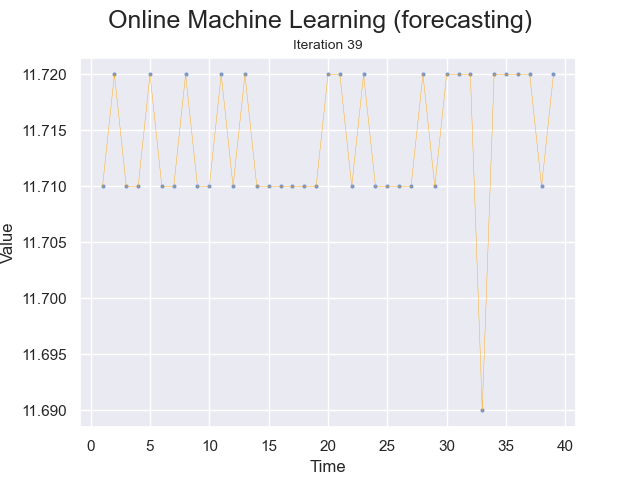 Online Machine Learning (forecasting)
Iteration 39
11.720
11.715
11.710
11.705
11.700
11.695
11.690
Value
0 5 10 15 20 25 30 35 40
Time